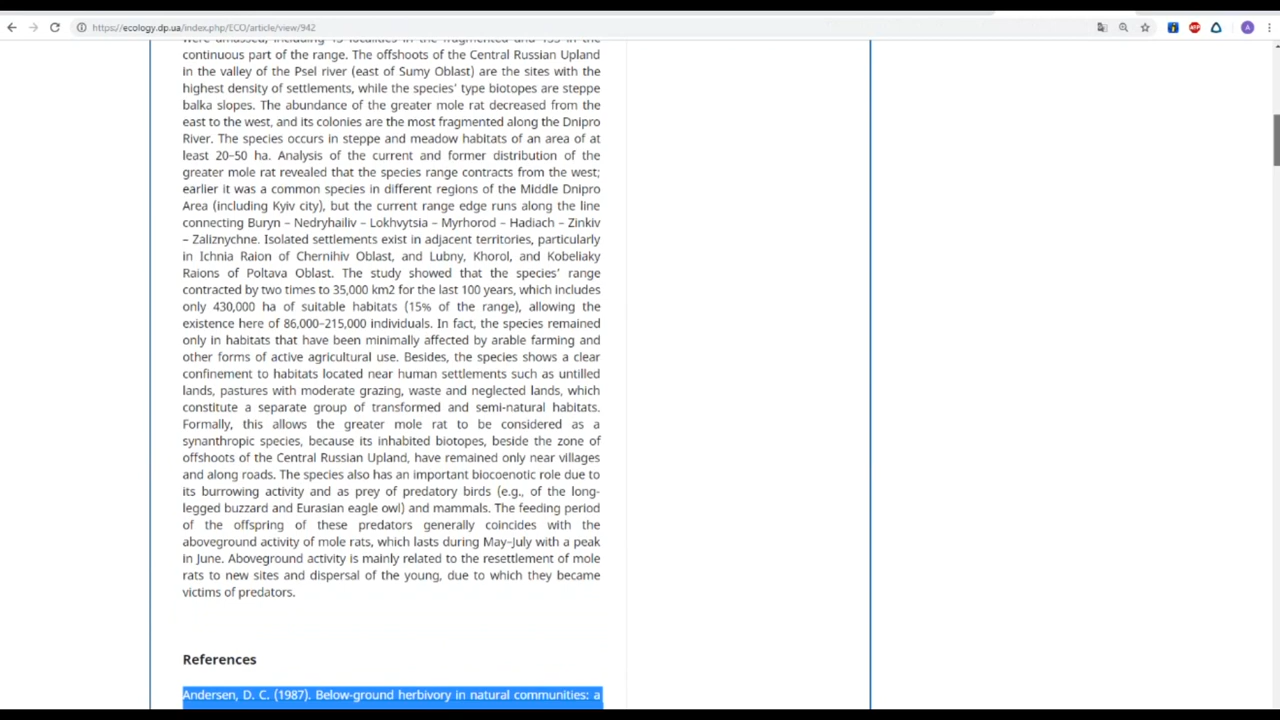 https://ecology.dp.ua/index.php/ECO/article/view/942
were amassed, including 15 localities in the fragmented and 155 in the
continuous part of the range. The offshoots of the Central Russian Upland
in the valley of the Psel river (east of Sumy Oblast) are the sites with the
highest density of settlements, while the species' type biotopes are steppe
balka slopes. The abundance of the greater mole rat decreased from the
east to the west, and its colonies are the most fragmented along the Dnipro
River. The species occurs in steppe and meadow habitats of an area of at
least 20–50 ha. Analysis of the current and former distribution of the
greater mole rat revealed that the species range contracts from the west;
earlier it was a common species in different regions of the Middle Dnipro
Area (including Kyiv city), but the current range edge runs along the line
connecting Buryn – Nedryhailiv – Lokhvytsia – Myrhorod – Hadiach – Zinkiv
– Zaliznychne. Isolated settlements exist in adjacent territories, particularly
in Ichnia Raion of Chernihiv Oblast, and Lubny, Khorol, and Kobeliaky
Raions of Poltava Oblast. The study showed that the species' range
contracted by two times to 35,000 km2 for the last 100 years, which includes
only 430,000 ha of suitable habitats (15% of the range), allowing the
existence here of 86,000–215,000 individuals. In fact, the species remained
only in habitats that have been minimally affected by arable farming and
other forms of active agricultural use. Besides, the species shows a clear
confinement to habitats located near human settlements such as untilled
lands, pastures with moderate grazing, waste and neglected lands, which
constitute a separate group of transformed and semi-natural habitats.
Formally, this allows the greater mole rat to be considered as a
synanthropic species, because its inhabited biotopes, beside the zone of
offshoots of the Central Russian Upland, have remained only near villages
and along roads. The species also has an important biocoenotic role due to
its burrowing activity and as prey of predatory birds (e.g., of the long-
legged buzzard and Eurasian eagle owl) and mammals. The feeding period
of the offspring of these predators generally coincides with the
aboveground activity of mole rats, which lasts during May–July with a peak
in June. Aboveground activity is mainly related to the resettlement of mole
rats to new sites and dispersal of the young, due to which they became
victims of predators.
References
Andersen, D. C. (1987). Below-ground herbivory in natural communities: a